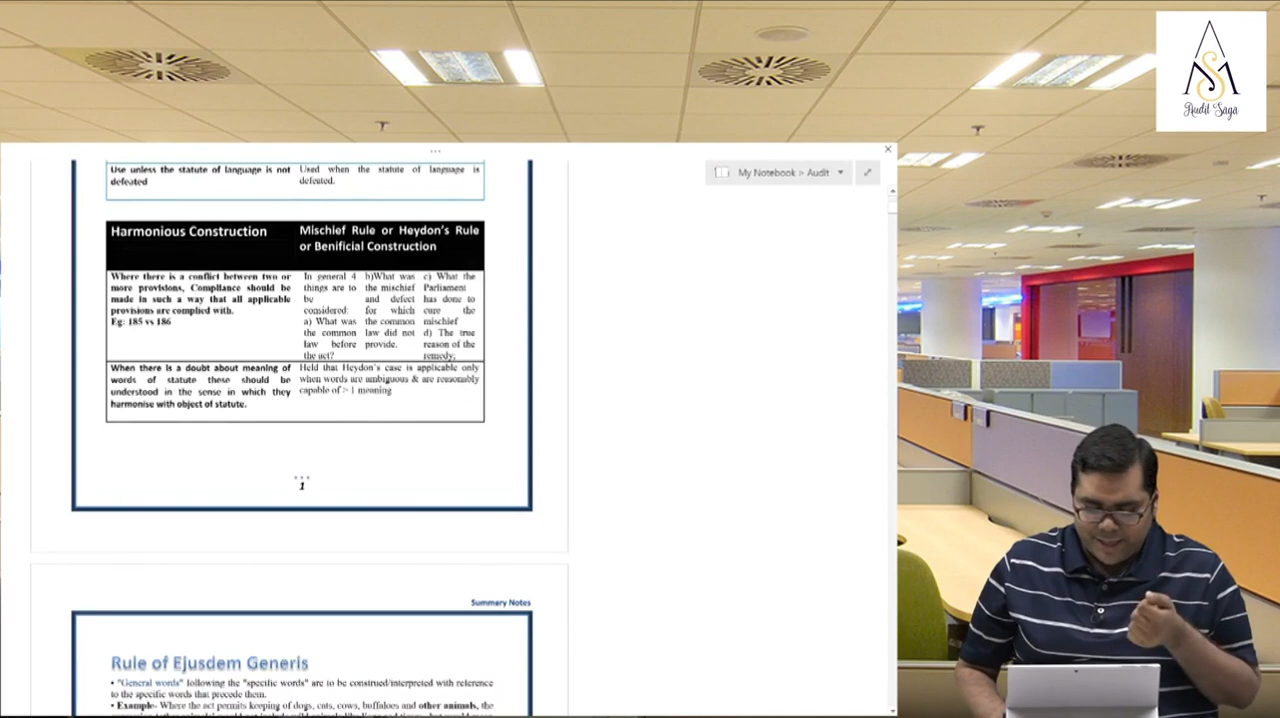 Audit Saga
My Notebook > Audit
Use unless the statute of language is not
defeated
Used when the statute of language is
defeated.
Harmonious Construction
Mischief Rule or Heydon's Rule
or Benificial Construction
Where there is a conflict between two or
more provisions, Compliance should be
made in such a way that all applicable
provisions are complied with.
Eg: 185 vs 186
In general 4
things are to
be
considered:
a) What was
the common
law before
the act?
b)What was
the mischief
and defect
for which
the common
law did not
provide.
c) What the
Parliament
has done to
cure the
mischief
d) The true
reason of the
remedy;
When there is a doubt about meaning of
words of statute these should be
understood in the sense in which they
harmonise with object of statute.
Held that Heydon's case is applicable only
when words are ambiguous & are reasonably
capable of > 1 meaning
1
Summary Notes
Rule of Ejusdem Generis
• "General words" following the "specific words" are to be construed/interpreted with reference
to the specific words that precede them.
• Example- Where the act permits keeping of dogs, cats, cows, buffaloes and other animals, the